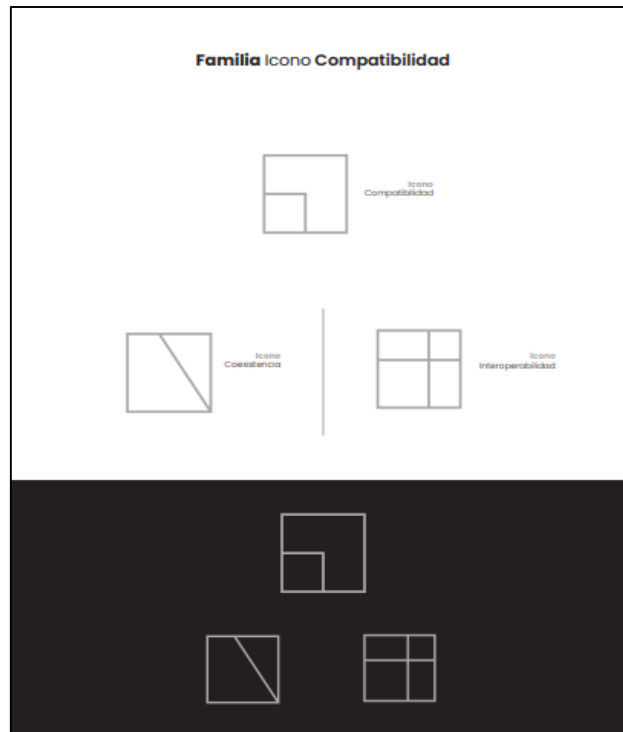 Familia Icono Compatibilidad
Icono
Compatibilidad
Icono
Coexistencia
Icono
Interoperabilidad